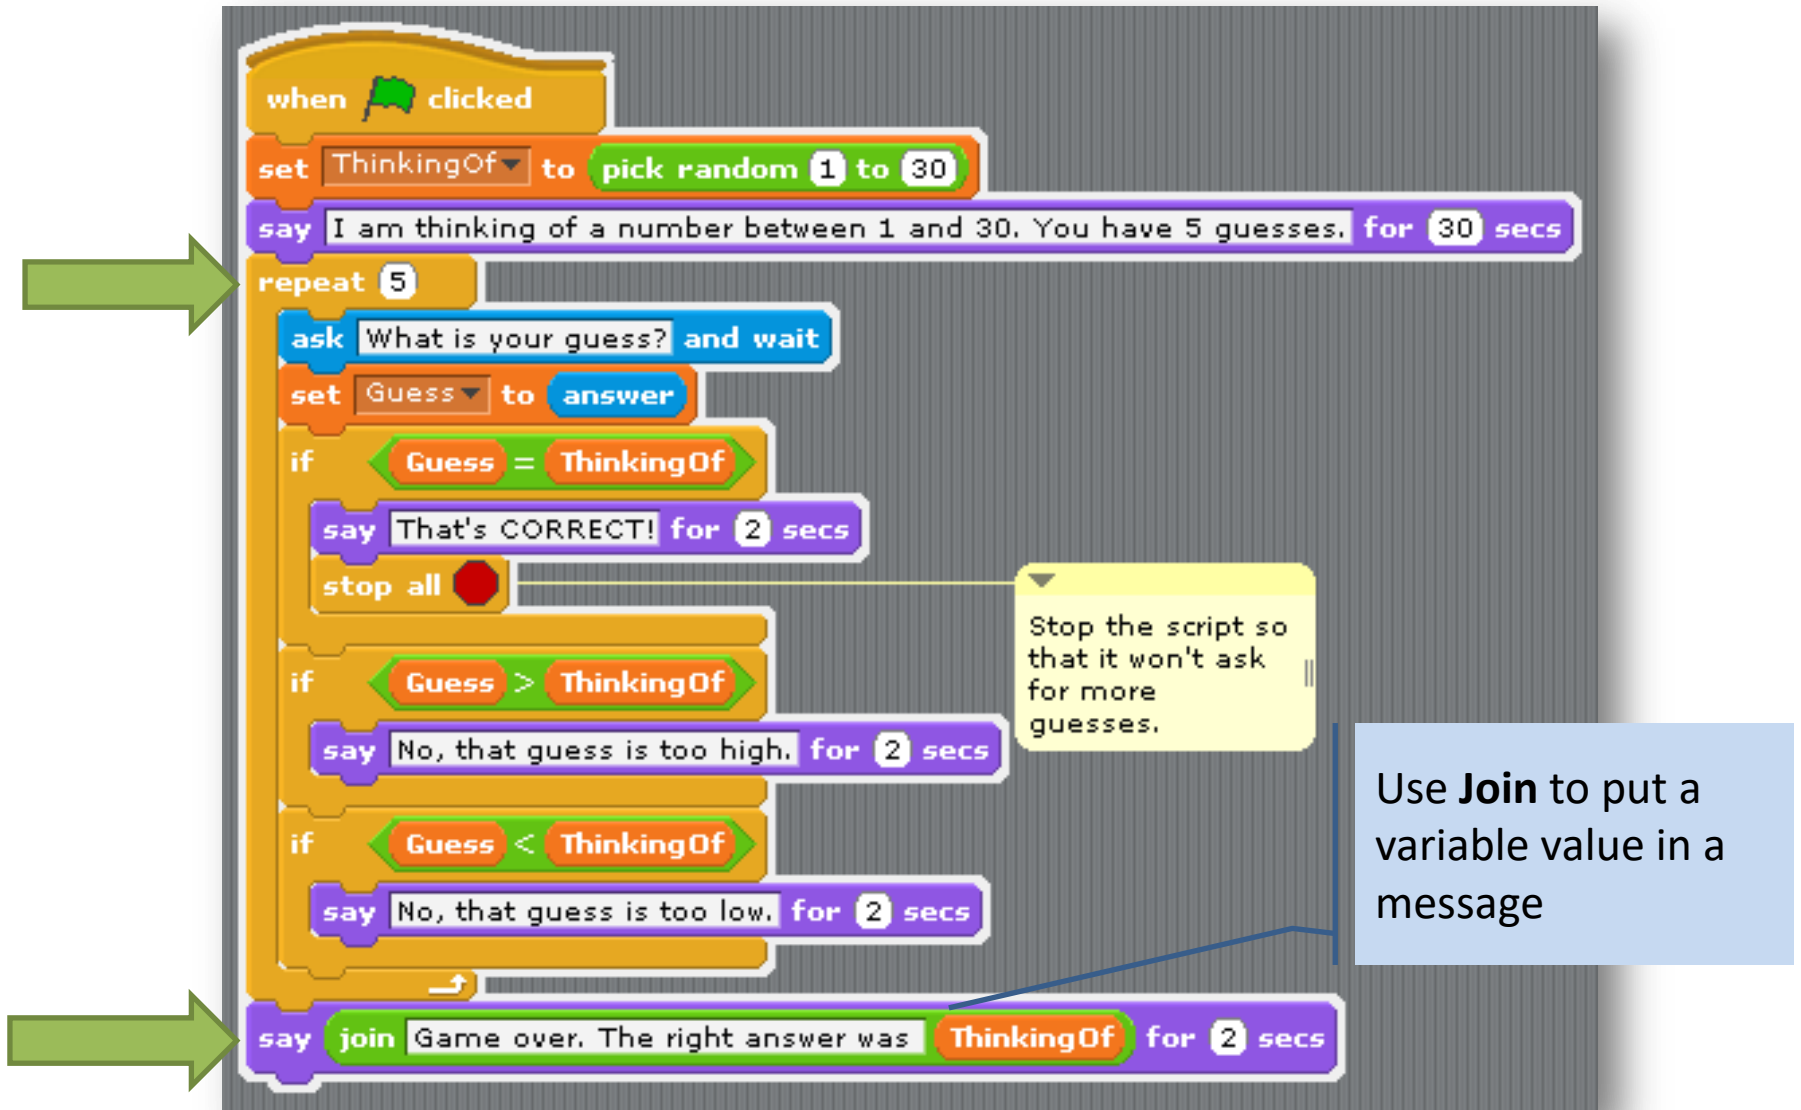 when clicked
set ThinkingOf to pick random 1 to 30
say I am thinking of a number between 1 and 30. You have 5 guesses. for 30 secs
repeat 5
ask What is your guess? and wait
set Guess to answer
if Guess = ThinkingOf
say That's CORRECT! for 2 secs
stop all
Stop the script so
that it won't ask
for more
guesses.
if Guess > ThinkingOf
say No, that guess is too high. for 2 secs
if Guess < ThinkingOf
say No, that guess is too low. for 2 secs
Use Join to put a
variable value in a
message
say join Game over. The right answer was ThinkingOf for 2 secs